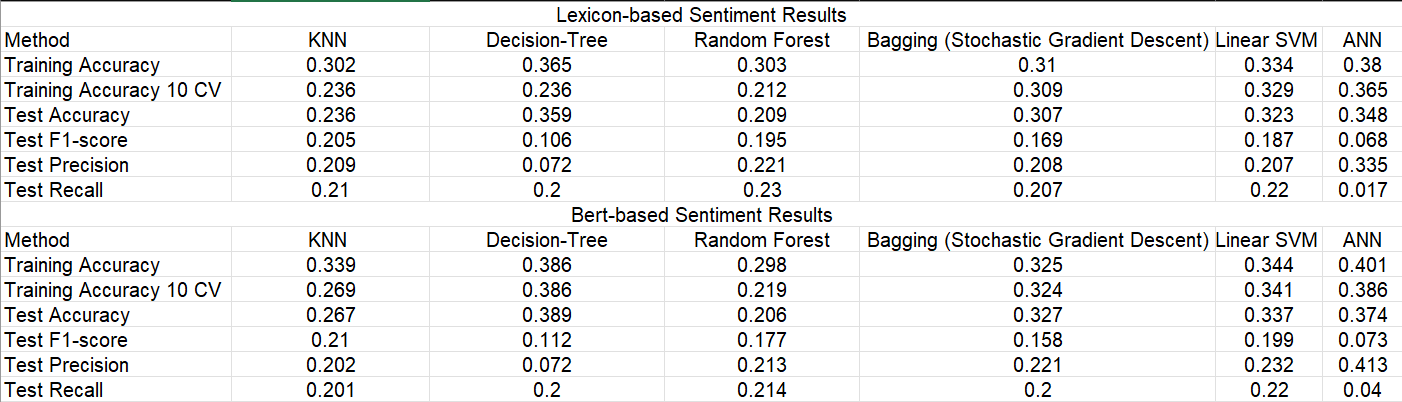 Lexicon-based Sentiment Results
Method KNN Decision-Tree Random Forest Bagging (Stochastic Gradient Descent) Linear SVM ANN
Training Accuracy 0.302 0.365 0.303 0.31 0.334 0.38
Training Accuracy 10 CV 0.236 0.236 0.212 0.309 0.329 0.365
Test Accuracy 0.236 0.359 0.209 0.307 0.323 0.348
Test F1-score 0.205 0.106 0.195 0.169 0.187 0.068
Test Precision 0.209 0.072 0.221 0.208 0.207 0.335
Test Recall 0.21 0.2 0.23 0.207 0.22 0.017
Bert-based Sentiment Results
Method KNN Decision-Tree Random Forest Bagging (Stochastic Gradient Descent) Linear SVM ANN
Training Accuracy 0.339 0.386 0.298 0.325 0.344 0.401
Training Accuracy 10 CV 0.269 0.386 0.219 0.324 0.341 0.386
Test Accuracy 0.267 0.389 0.206 0.327 0.337 0.374
Test F1-score 0.21 0.112 0.177 0.158 0.199 0.073
Test Precision 0.202 0.072 0.213 0.221 0.232 0.413
Test Recall 0.201 0.2 0.214 0.2 0.22 0.04